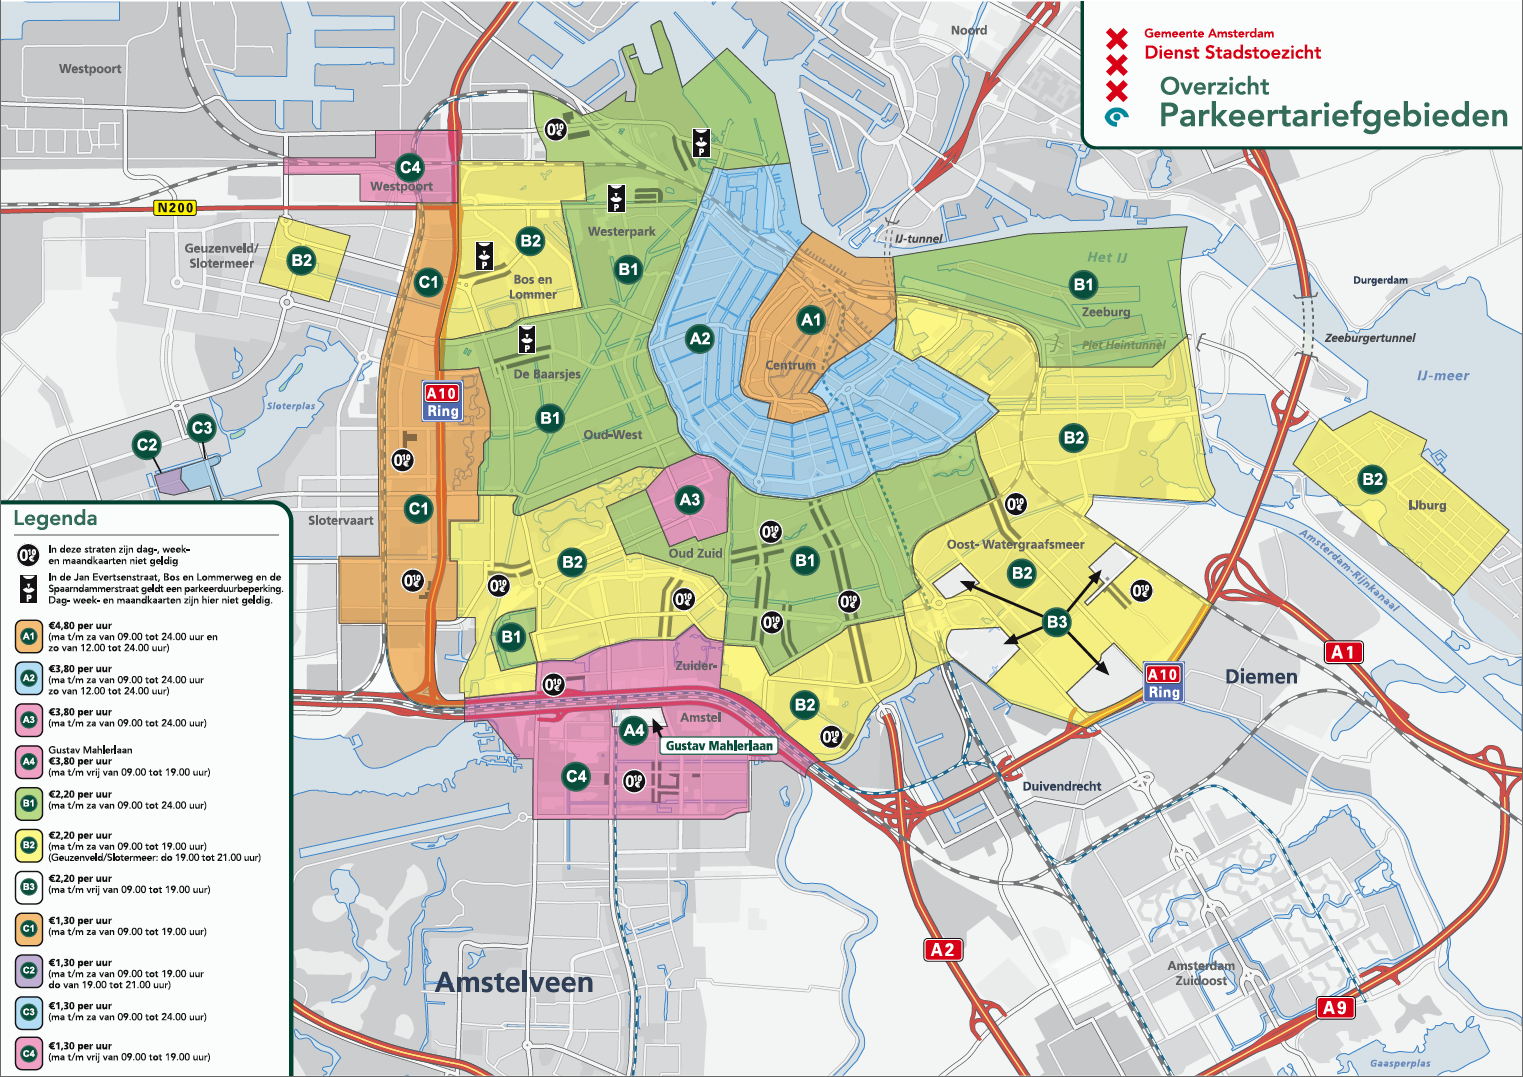 Gemeente Amsterdam
Dienst Stadstoezicht
Overzicht
Parkeertariefgebieden
Westpoort
Noord
C4
Westpoort
N200
Geuzenveld/
Slotermeer
B2
C1
B2
Bos en
Lommer
Westerpark
B1
IJ-tunnel
Het IJ
B1
Zeeburg
Piet Heintunnel
Durgerdam
Zeeburgertunnel
IJ-meer
A2
A1
Centrum
De Baarsjes
B1
Oud-West
A10
Ring
Sloterplas
C2
C3
C1
Slotervaart
A3
Oud Zuid
B2
B1
B1
B2
B2
IJburg
Amsterdam-Rijnkanaal
Oost- Watergraafsmeer
B2
B3
A1
Diemen
A10
Ring
Zuider-
Amstel
A4
Gustav Mahlerlaan
C4
B2
Duivendrecht
A2
Amsterdam
Zuidoost
A9
Gaasperplas
Amstelveen
Legenda
0,10 €
In deze straten zijn dag-, week-
en maandkaarten niet geldig
P
In de Jan Evertsenstraat, Bos en Lommerweg en de
Spaarndammerstraat geldt een parkeerduurbeperking.
Dag- week- en maandkaarten zijn hier niet geldig.
A1
€4,80 per uur
(ma t/m za van 09.00 tot 24.00 uur en
zo van 12.00 tot 24.00 uur)
A2
€3,80 per uur
(ma t/m za van 09.00 tot 24.00 uur
zo van 12.00 tot 24.00 uur)
A3
€3,80 per uur
(ma t/m za van 09.00 tot 24.00 uur)
A4
Gustav Mahlerlaan
€3,80 per uur
(ma t/m vrij van 09.00 tot 19.00 uur)
B1
€2,20 per uur
(ma t/m za van 09.00 tot 24.00 uur)
B2
€2,20 per uur
(ma t/m za van 09.00 tot 19.00 uur)
(Geuzenveld/Slotermeer: do 19.00 tot 21.00 uur)
B3
€2,20 per uur
(ma t/m vrij van 09.00 tot 19.00 uur)
C1
€1,30 per uur
(ma t/m za van 09.00 tot 19.00 uur)
C2
€1,30 per uur
(ma t/m za van 09.00 tot 19.00 uur
do van 19.00 tot 21.00 uur)
C3
€1,30 per uur
(ma t/m za van 09.00 tot 24.00 uur)
C4
€1,30 per uur
(ma t/m vrij van 09.00 tot 19.00 uur)